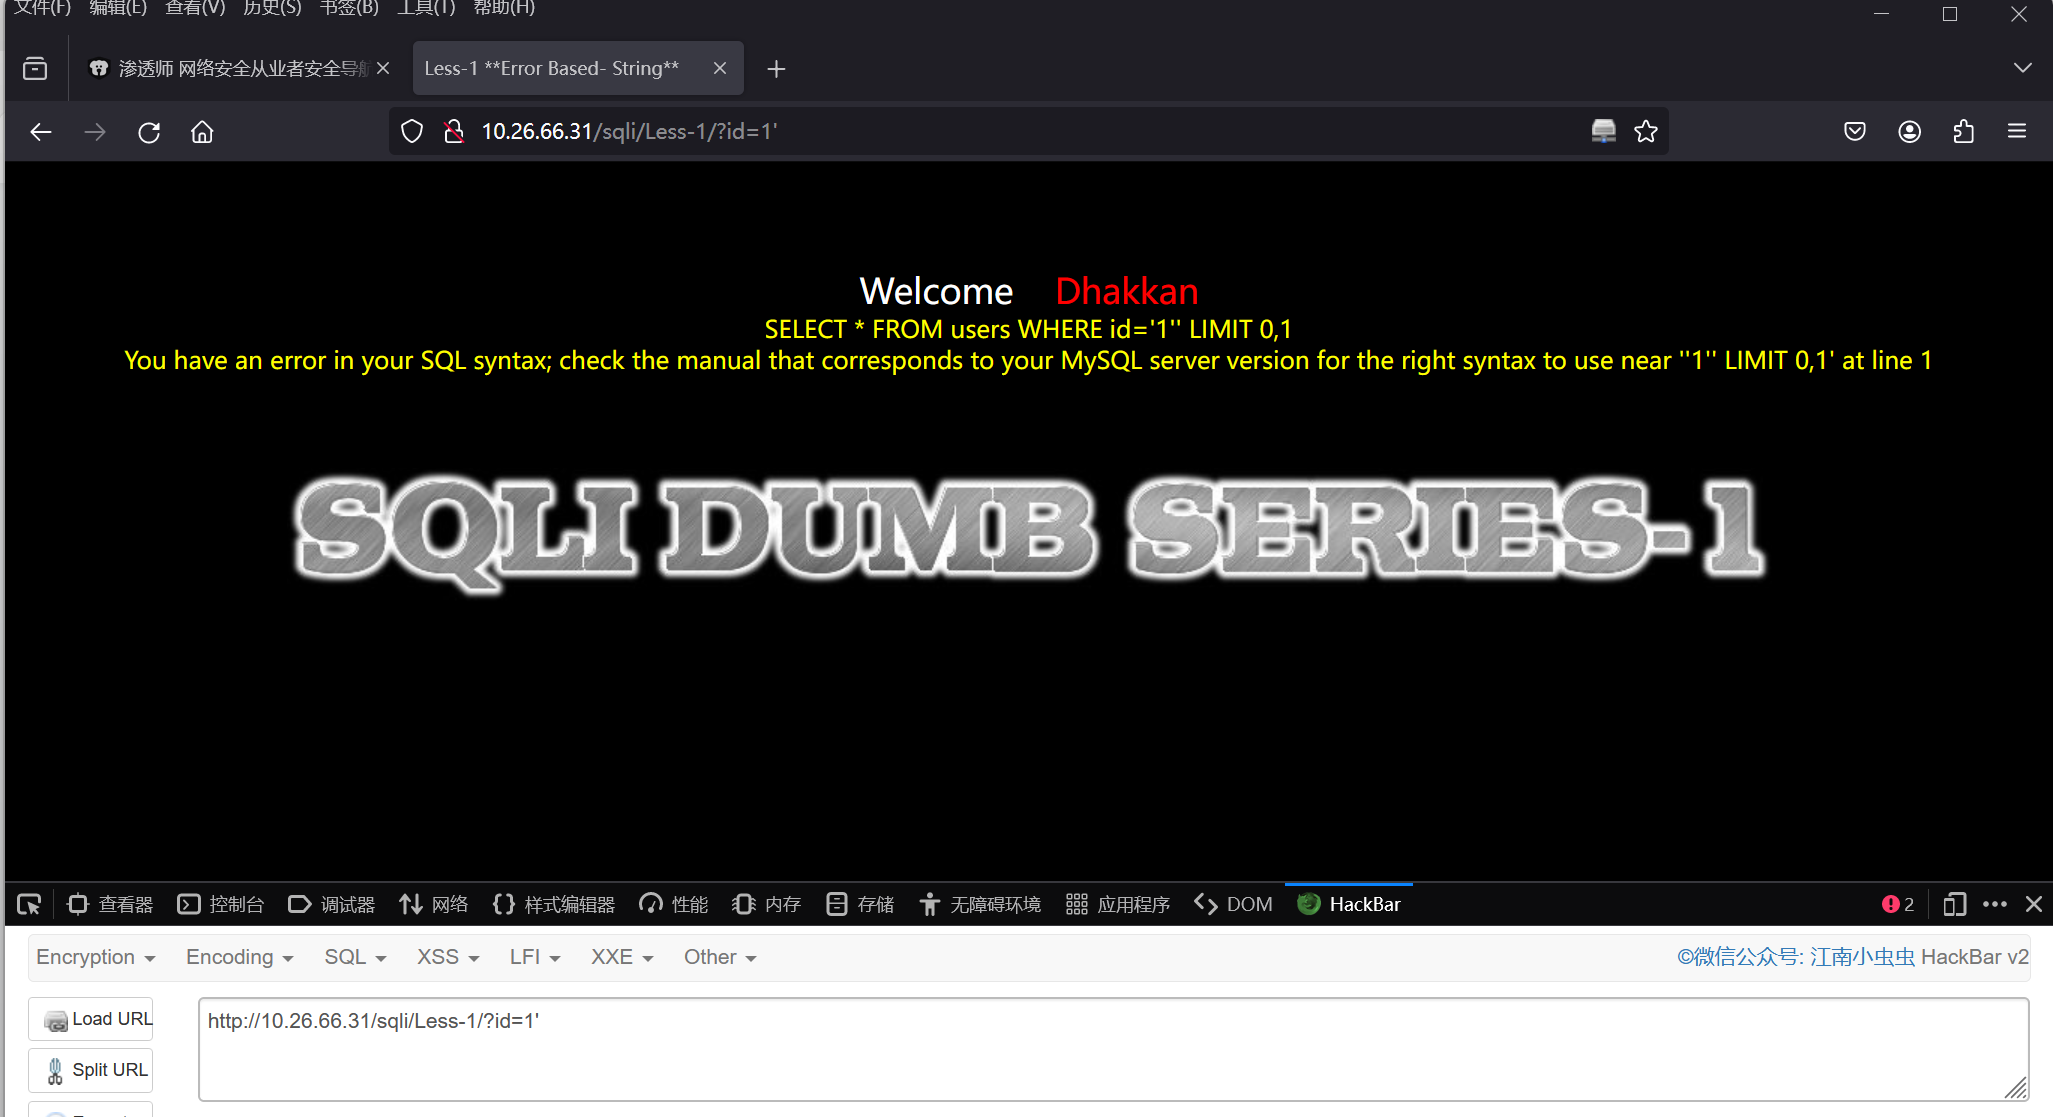 文件(F) 编辑(E) 查看(V) 历史(S) 书签(B) 工具(T) 帮助(H)
渗透师 网络安全从业者安全导航
Less-1 **Error Based- String**
10.26.66.31/sqli/Less-1/?id=1'
Welcome Dhakkan
SELECT * FROM users WHERE id='1'' LIMIT 0,1
You have an error in your SQL syntax; check the manual that corresponds to your MySQL server version for the right syntax to use near ''1'' LIMIT 0,1' at line 1
SQLI DUMB SERIES-1
查看器 控制台 调试器 网络 样式编辑器 性能 内存 存储 无障碍环境 应用程序 DOM HackBar 2
Encryption Encoding SQL XSS LFI XXE Other ©微信公众号: 江南小虫虫 HackBar v2
Load URL
http://10.26.66.31/sqli/Less-1/?id=1'
Split URL